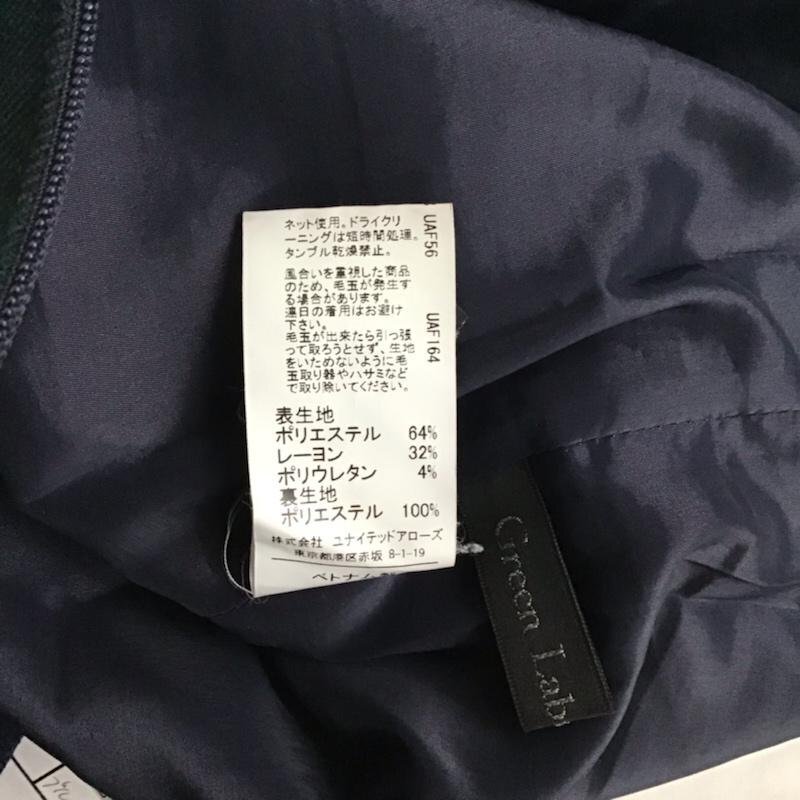 ネット使用。ドライクリ
ーニングは短時間処理。
タンブル乾燥禁止。
UAF56
風合いを重視した商品
のため、毛玉が発生す
る場合があります。
連日の着用はお避け
下さい。
毛玉が出来たら引っ張
って取ろうとせず、生地
をいためないように毛
玉取り器やハサミなど
で取り除いてください。
UAF164
表生地
ポリエステル 64%
レーヨン 32%
ポリウレタン 4%
裏生地
ポリエステル 100%
株式会社 ユナイテッドアローズ
東京都港区赤坂 8-1-19
ベトナム
Green Lab